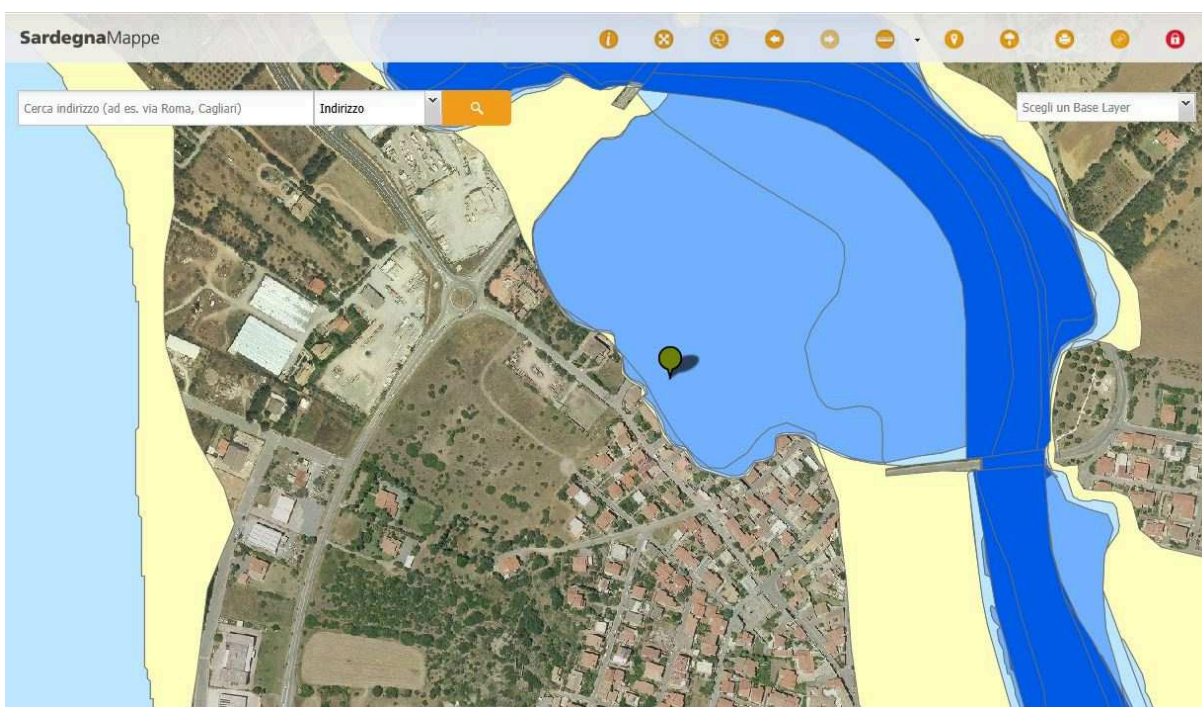 SardegnaMappe
Cerca indirizzo (ad es. via Roma, Cagliari)
Indirizzo
Scegli un Base Layer